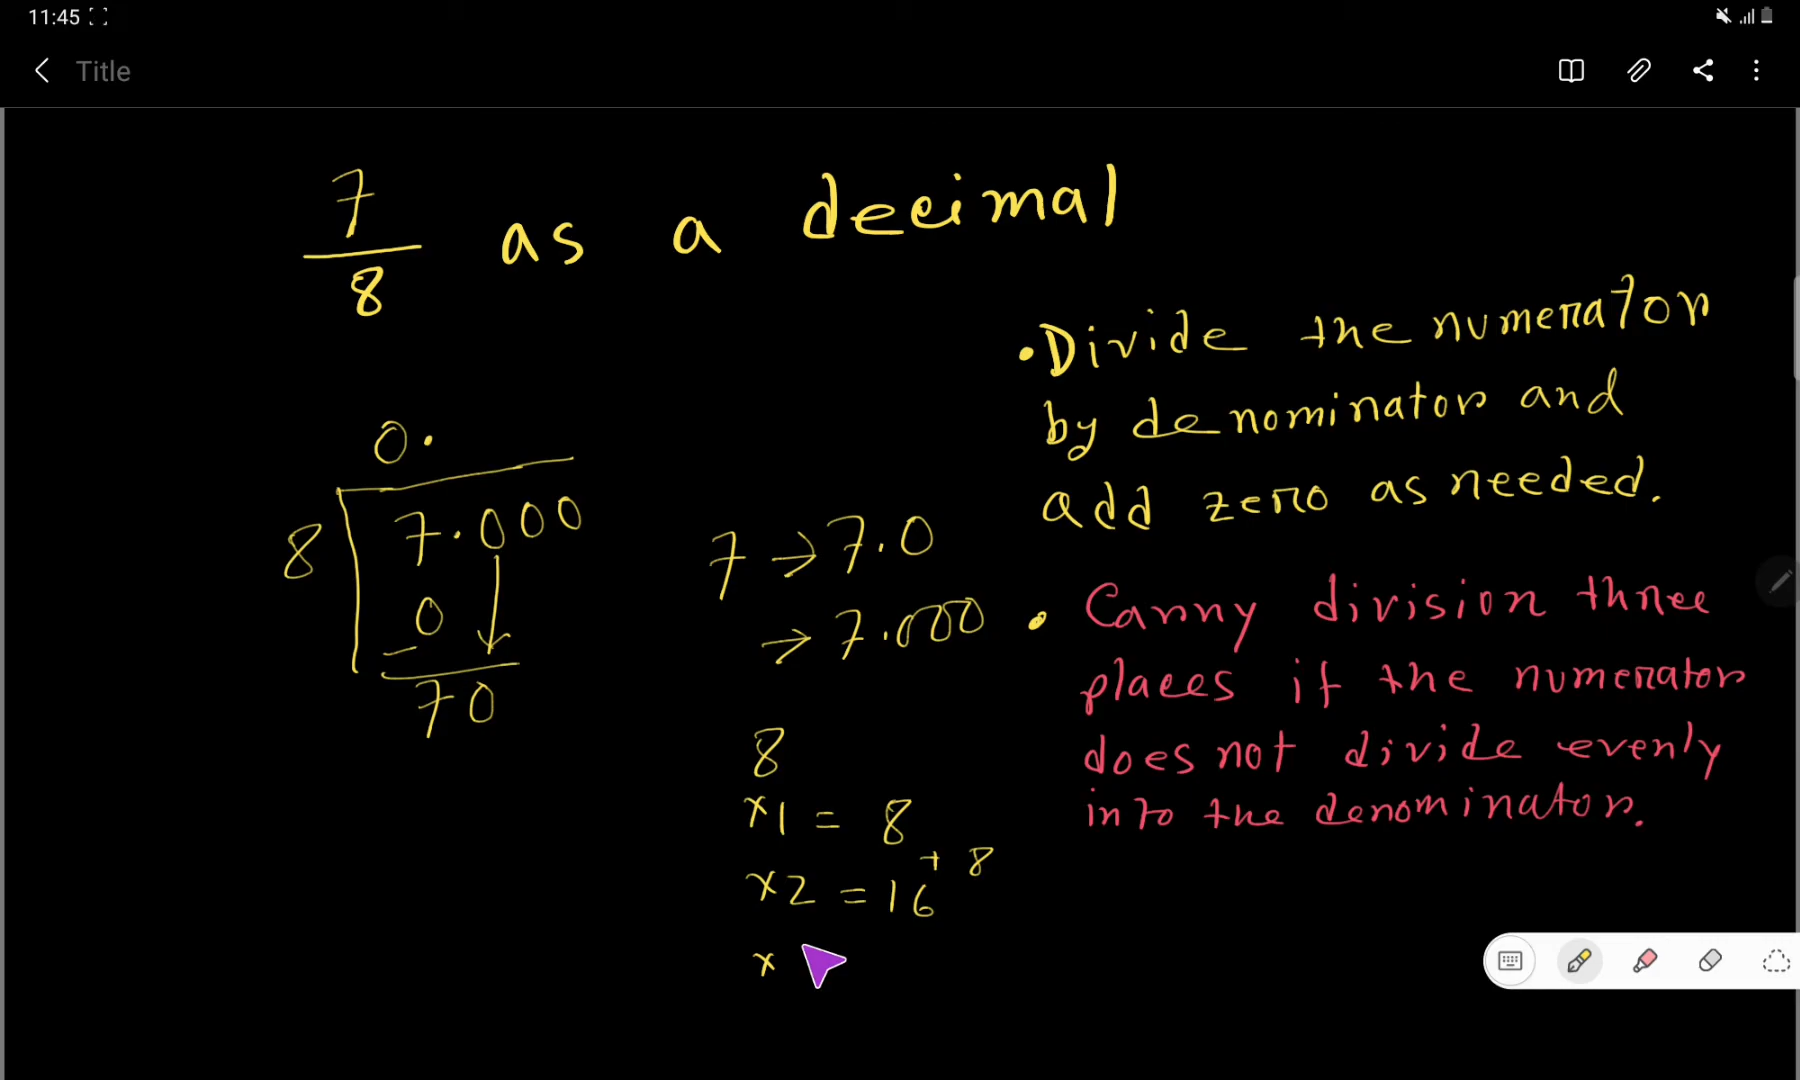 11:45
Title
7
8
as a decimal
• Divide the numerator
by denominator and
add zero as needed.
• Carry division three
places if the numerator
does not divide evenly
into the denominator.
0.
8 7.000
0
−
70
7 → 7.0
→ 7.000
8
x1 = 8
+ 8
x2 = 16
x